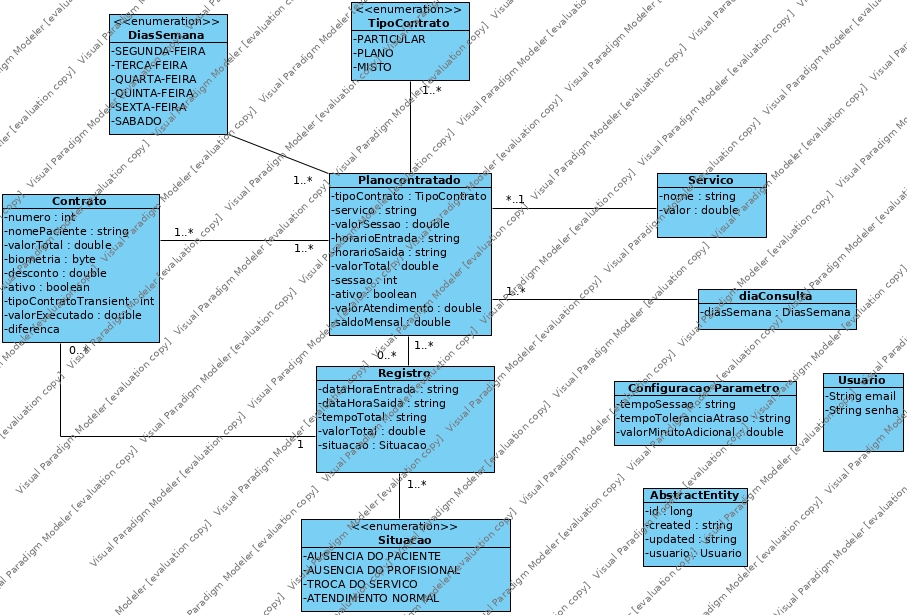 <<enumeration>>
DiasSemana
-SEGUNDA-FEIRA
-TERCA-FEIRA
-QUARTA-FEIRA
-QUINTA-FEIRA
-SEXTA-FEIRA
-SABADO
<<enumeration>>
TipoContrato
-PARTICULAR
-PLANO
-MISTO
1..*
1..*
Planocontratado
-tipoContrato : TipoContrato
-servico : string
-valorSessao : double
-horarioEntrada : string
-horarioSaida : string
-valorTotal : double
-sessao : int
-ativo : boolean
-valorAtendimento : double
-saldoMensal : double
*..1
Servico
-nome : string
-valor : double
Contrato
-numero : int
-nomePaciente : string
-valorTotal : double
-biometria : byte
-desconto : double
-ativo : boolean
-tipoContratoTransient : int
-valorExecutado : double
-diferenca
1..*
1..*
1..*
diaConsulta
-diasSemana : DiasSemana
0..*
1
1..*
0..*
Registro
-dataHoraEntrada : string
-dataHoraSaida : string
-tempoTotal : string
-valorTotal : double
-situacao : Situacao
1..*
Configuracao Parametro
-tempoSessao : string
-tempoToleranciaAtraso : string
-valorMinutoAdicional : double
Usuario
-String email
-String senha
AbstractEntity
-id : long
-created : string
-updated : string
-usuario : Usuario
<<enumeration>>
Situacao
-AUSENCIA DO PACIENTE
-AUSENCIA DO PROFISIONAL
-TROCA DO SERVICO
-ATENDIMENTO NORMAL
Visual Paradigm Modeler [evaluation copy]